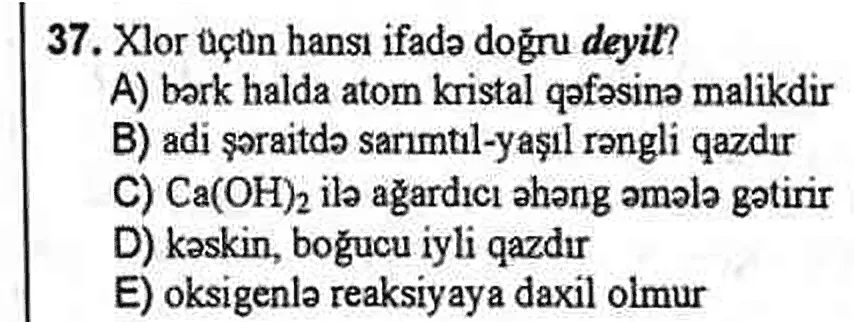 37. Xlor üçün hansı ifadə doğru deyil?
A) bərk halda atom kristal qəfəsinə malikdir
B) adi şəraitdə sarımtıl-yaşıl rəngli qazdır
C) Ca(OH)₂ ilə ağardıcı əhəng əmələ gətirir
D) kəskin, boğucu iyli qazdır
E) oksigenlə reaksiyaya daxil olmur